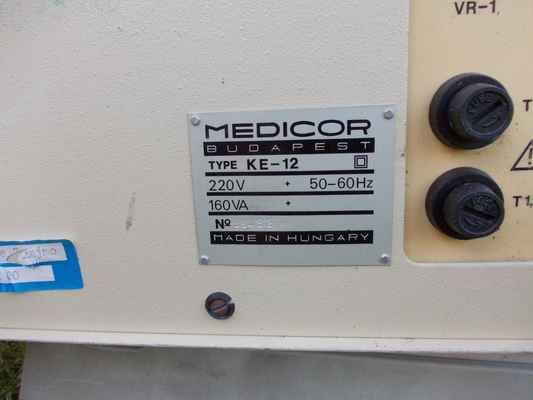 VR-1
MEDICOR
BUDAPEST
TYPE KE-12
220V 50-60Hz
160VA
Nº
MADE IN HUNGARY
T
T1,